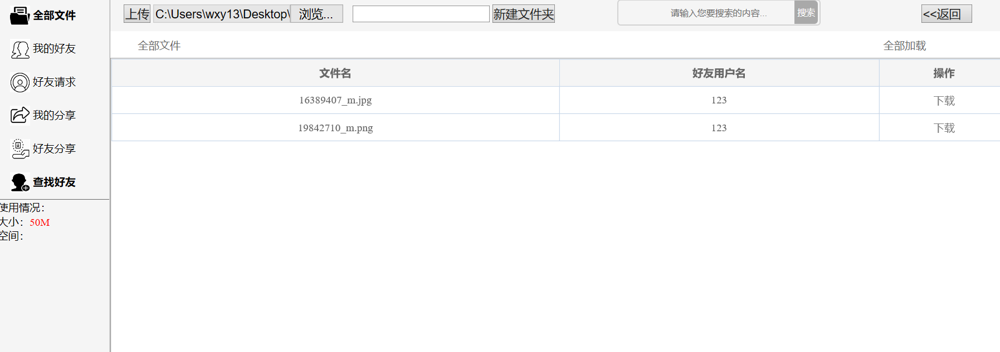 全部文件
我的好友
好友请求
我的分享
好友分享
查找好友
使用情况：
大小：50M
空间：
上传 C:\Users\wxy13\Desktop\ 浏览... 新建文件夹 请输入您要搜索的内容... 搜索 <<返回
全部文件 全部加载
文件名 好友用户名 操作
16389407_m.jpg 123 下载
19842710_m.png 123 下载